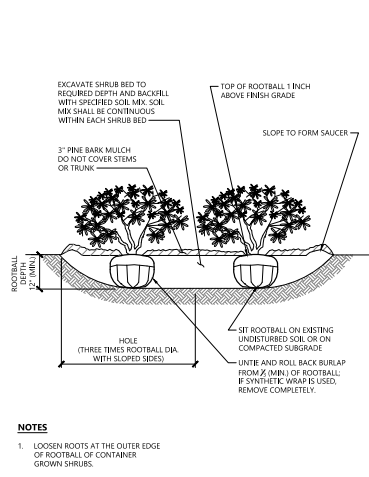 EXCAVATE SHRUB BED TO
REQUIRED DEPTH AND BACKFILL
WITH SPECIFIED SOIL MIX. SOIL
MIX SHALL BE CONTINUOUS
WITHIN EACH SHRUB BED
TOP OF ROOTBALL 1 INCH
ABOVE FINISH GRADE
SLOPE TO FORM SAUCER
3" PINE BARK MULCH
DO NOT COVER STEMS
OR TRUNK
ROOTBALL
DEPTH
12" (MIN.)
HOLE
(THREE TIMES ROOTBALL DIA.
WITH SLOPED SIDES)
SIT ROOTBALL ON EXISTING
UNDISTURBED SOIL OR ON
COMPACTED SUBGRADE
UNTIE AND ROLL BACK BURLAP
FROM (MIN.) OF ROOTBALL;
IF SYNTHETIC WRAP IS USED,
REMOVE COMPLETELY.
NOTES
1. LOOSEN ROOTS AT THE OUTER EDGE
OF ROOTBALL OF CONTAINER
GROWN SHRUBS.